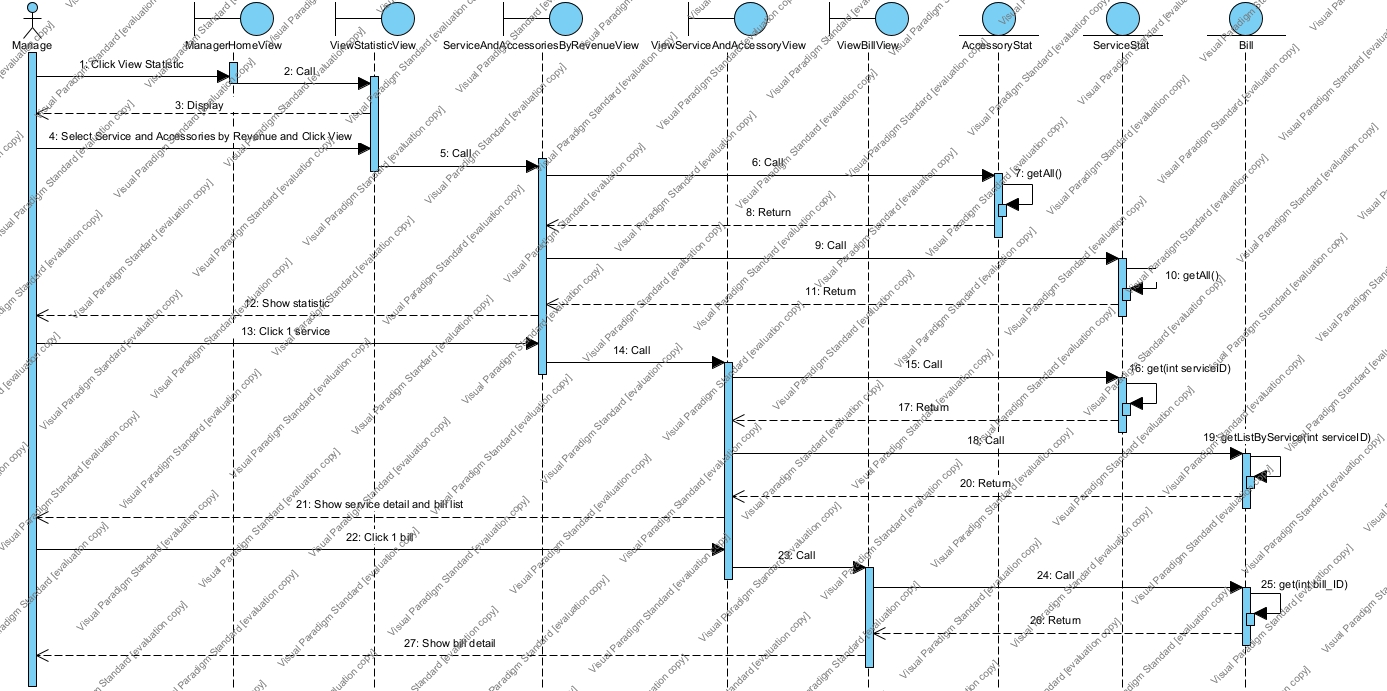 Manage
ManagerHomeView
ViewStatisticView
ServiceAndAccessoriesByRevenueView
ViewServiceAndAccessoryView
ViewBillView
AccessoryStat
ServiceStat
Bill
1: Click View Statistic
2: Call
3: Display
4: Select Service and Accessories by Revenue and Click View
5: Call
6: Call
7: getAll()
8: Return
9: Call
10: getAll()
11: Return
12: Show statistic
13: Click 1 service
14: Call
15: Call
16: get(int serviceID)
17: Return
18: Call
19: getListByService(int serviceID)
20: Return
21: Show service detail and bill list
22: Click 1 bill
23: Call
24: Call
25: get(int bill_ID)
26: Return
27: Show bill detail
Visual Paradigm Standard [evaluation copy]